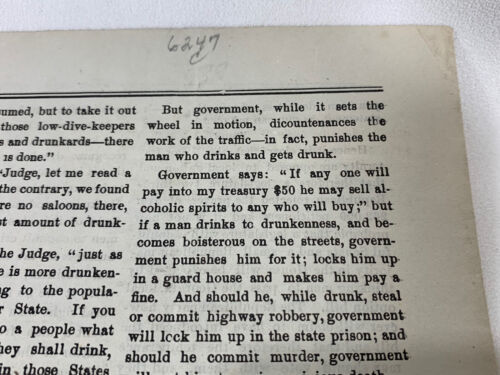 6247
C
sumed, but to take it out
those low-dive-keepers
s and drunkards—there
is done."
"Judge, let me read a
the contrary, we found
re no saloons, there,
st amount of drunk-
he Judge, "just as
e is more drunken-
ng to the popula-
r State. If you
o a people what
hey shall drink,
in those States
But government, while it sets the
wheel in motion, dicountenances the
work of the traffic—in fact, punishes the
man who drinks and gets drunk.
Government says: "If any one will
pay into my treasury $50 he may sell al-
coholic spirits to any who will buy;" but
if a man drinks to drunkenness, and be-
comes boisterous on the streets, govern-
ment punishes him for it; locks him up
in a guard house and makes him pay a
fine. And should he, while drunk, steal
or commit highway robbery, government
will lcck him up in the state prison; and
should he commit murder, government